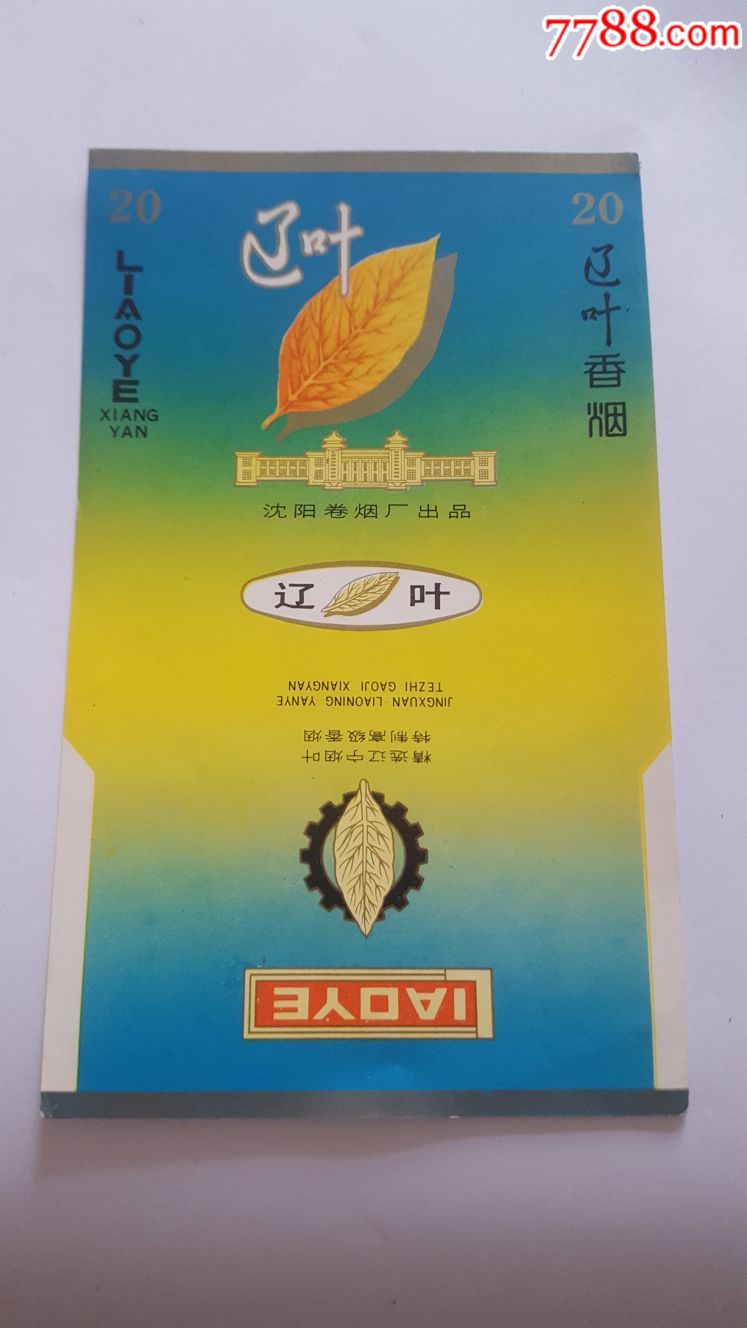 7788.com
20
20
辽叶
LIAOYE
XIANG
YAN
辽叶香烟
沈阳卷烟厂出品
辽叶
JINGXUAN LIAONING YANYE
TEZHI GAOJI XIANGYAN
精选辽宁烟叶
特制高级香烟
LIAOYE